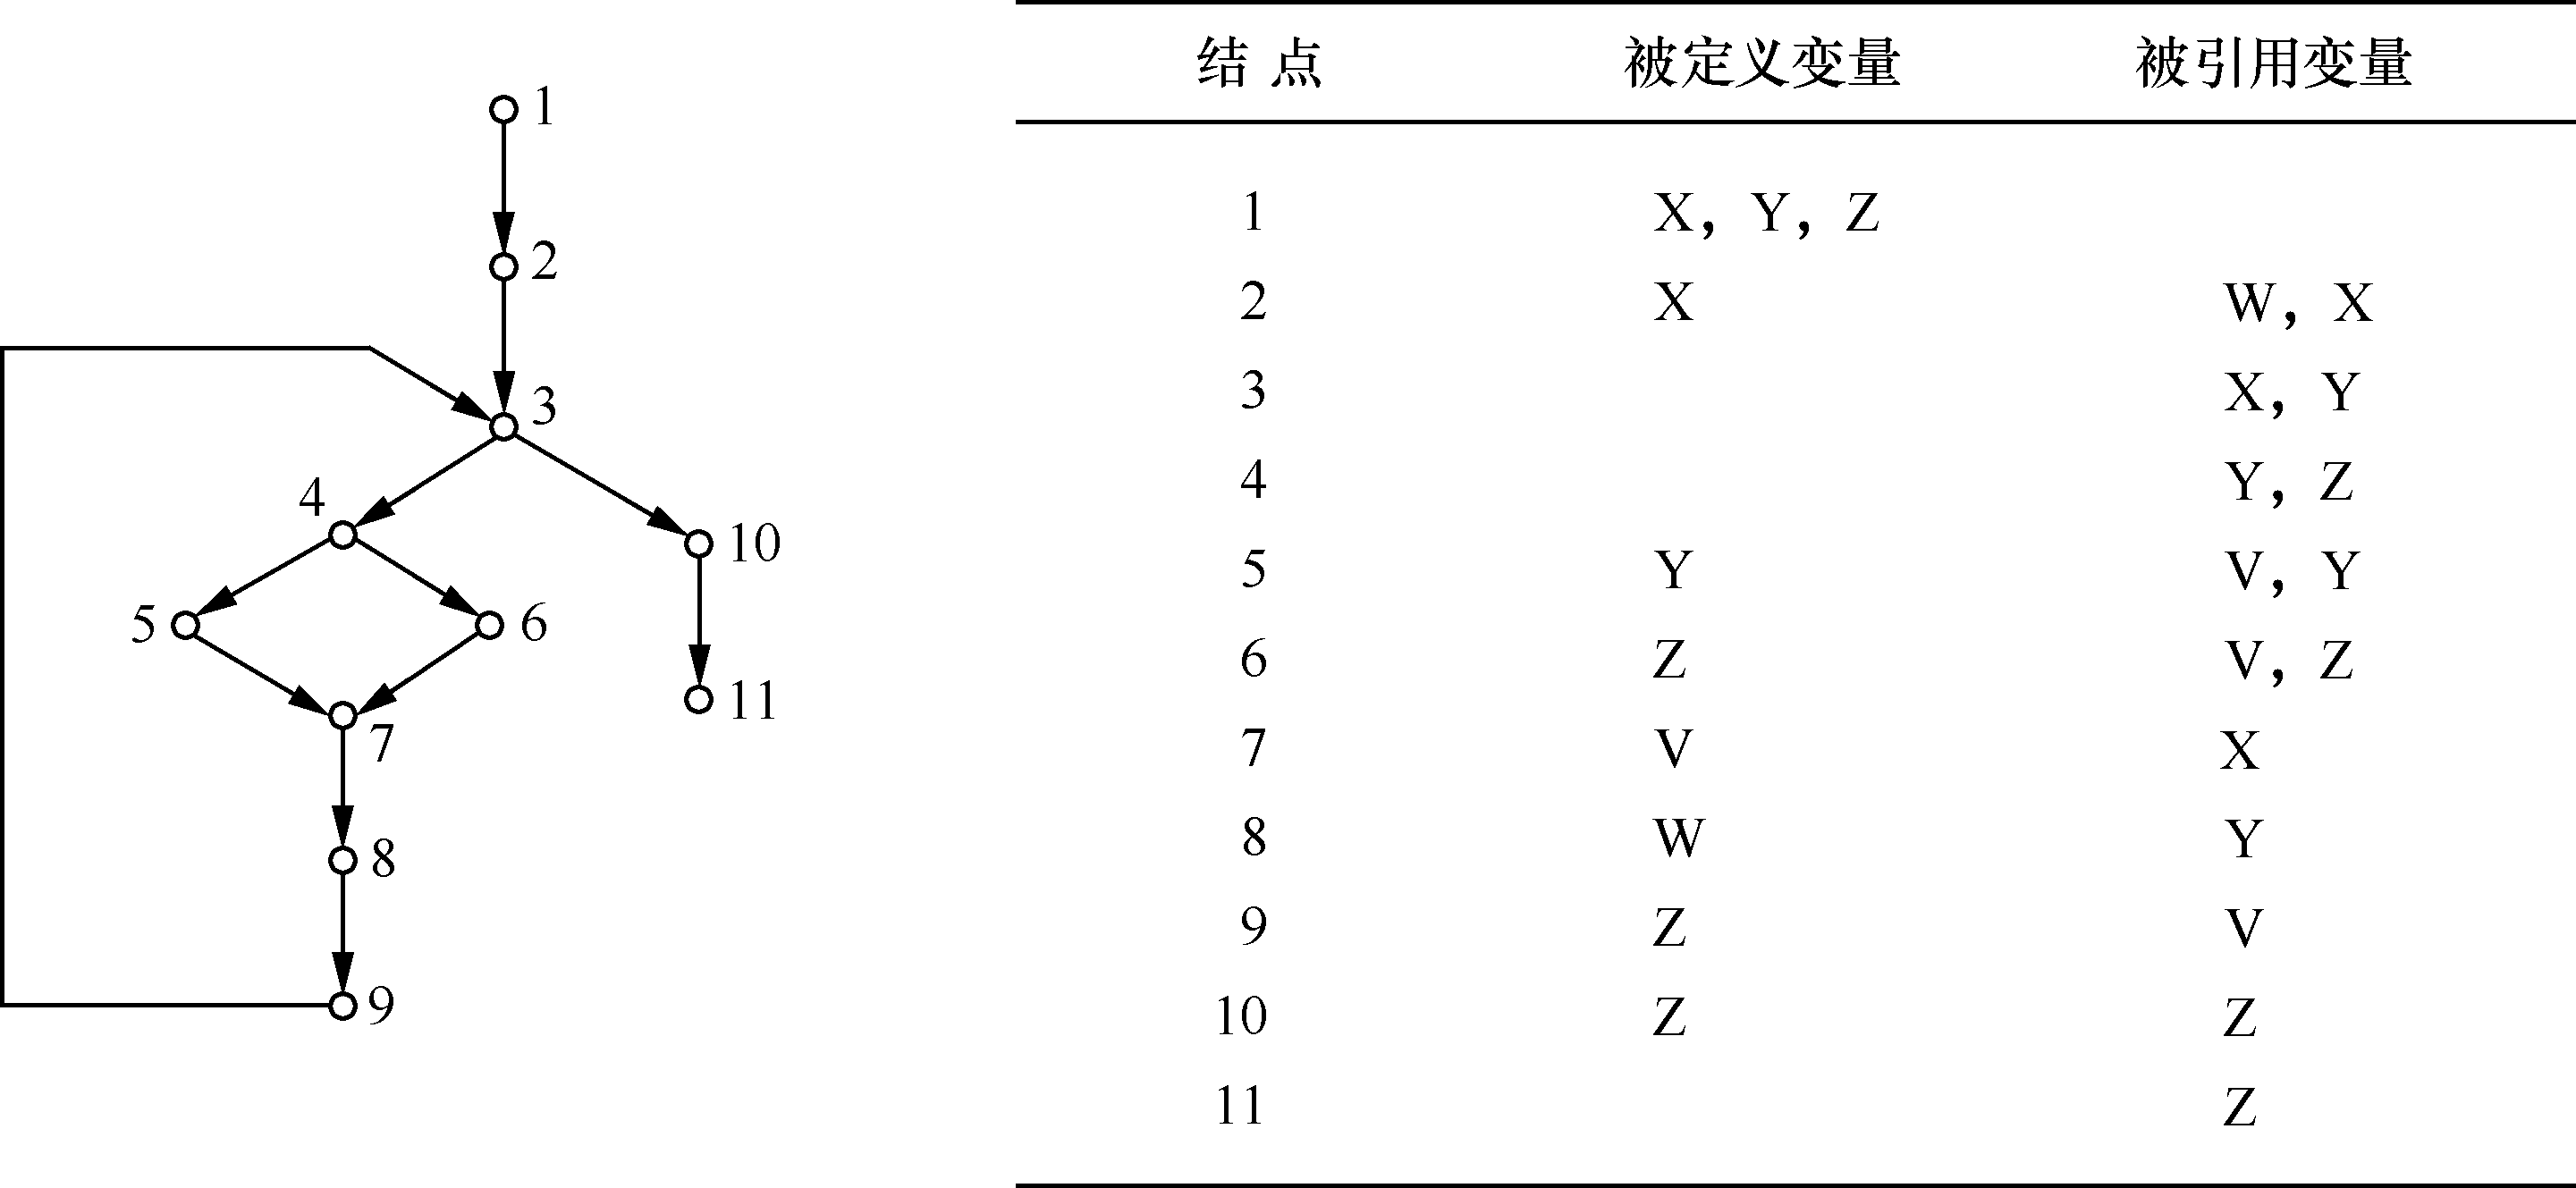 1
2
3
4
10
5
6
11
7
8
9
结 点 被定义变量 被引用变量
1 X，Y，Z
2 X W，X
3 X，Y
4 Y，Z
5 Y V，Y
6 Z V，Z
7 V X
8 W Y
9 Z V
10 Z Z
11 Z